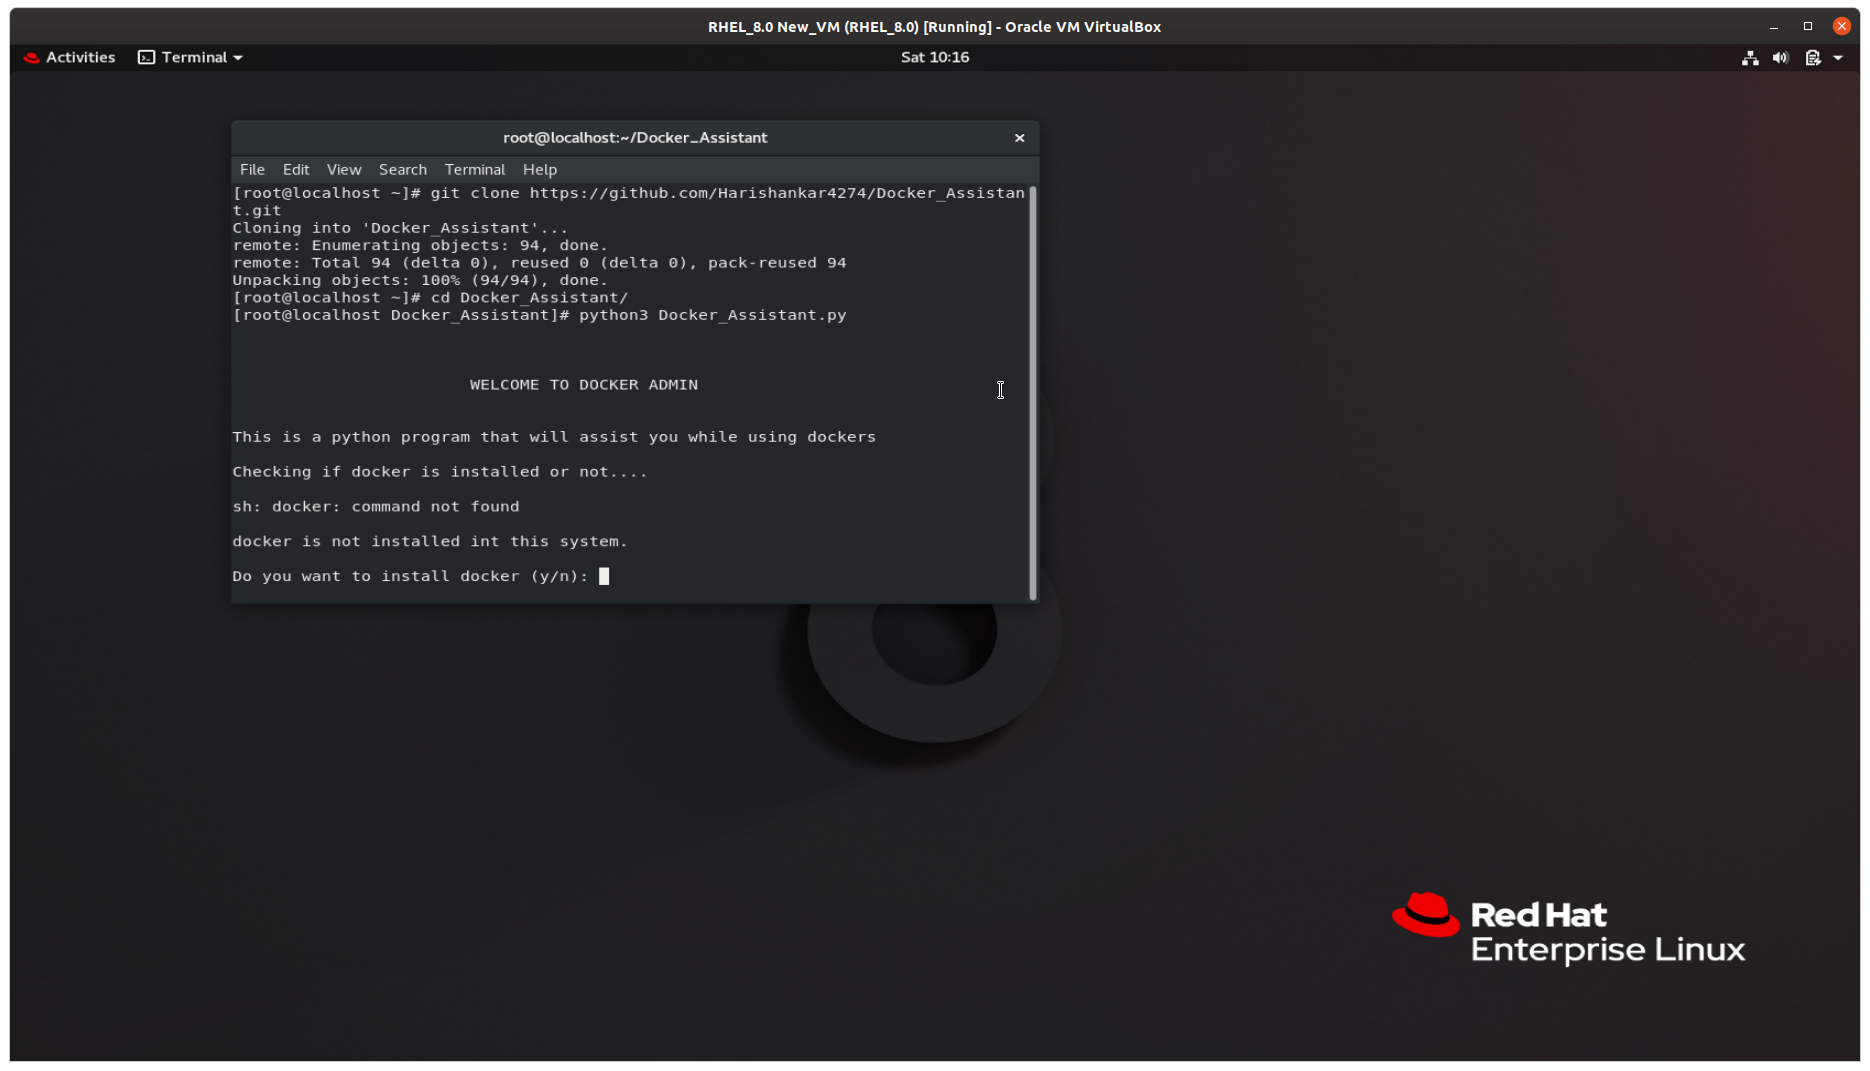 RHEL_8.0 New_VM (RHEL_8.0) [Running] - Oracle VM VirtualBox
Activities Terminal Sat 10:16
root@localhost:~/Docker_Assistant
File Edit View Search Terminal Help
[root@localhost ~]# git clone https://github.com/Harishankar4274/Docker_Assistan
t.git
Cloning into 'Docker_Assistant'...
remote: Enumerating objects: 94, done.
remote: Total 94 (delta 0), reused 0 (delta 0), pack-reused 94
Unpacking objects: 100% (94/94), done.
[root@localhost ~]# cd Docker_Assistant/
[root@localhost Docker_Assistant]# python3 Docker_Assistant.py
WELCOME TO DOCKER ADMIN
This is a python program that will assist you while using dockers
Checking if docker is installed or not....
sh: docker: command not found
docker is not installed int this system.
Do you want to install docker (y/n):
Red Hat
Enterprise Linux